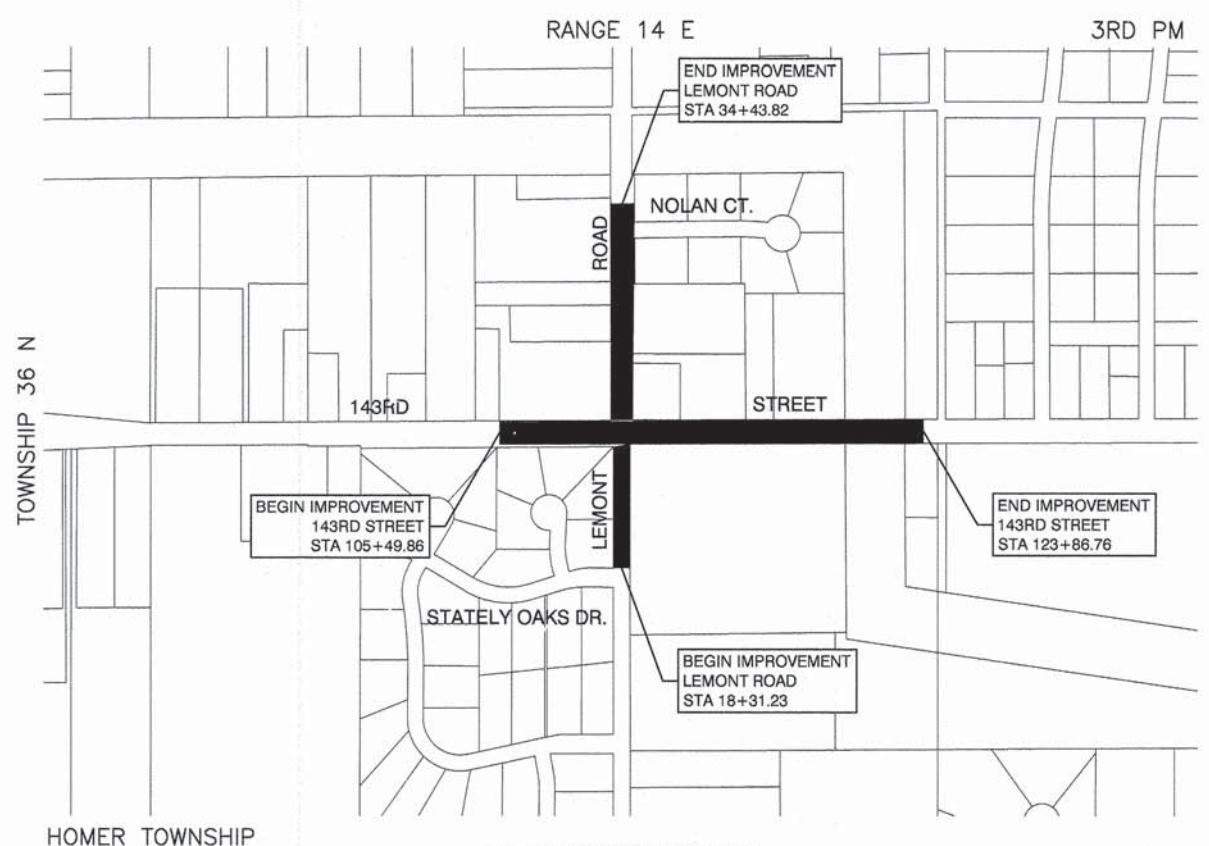 RANGE 14 E
3RD PM
END IMPROVEMENT
LEMONT ROAD
STA 34+43.82
NOLAN CT.
ROAD
TOWNSHIP 36 N
143RD
STREET
BEGIN IMPROVEMENT
143RD STREET
STA 105+49.86
LEMONT
END IMPROVEMENT
143RD STREET
STA 123+86.76
STATELY OAKS DR.
BEGIN IMPROVEMENT
LEMONT ROAD
STA 18+31.23
HOMER TOWNSHIP